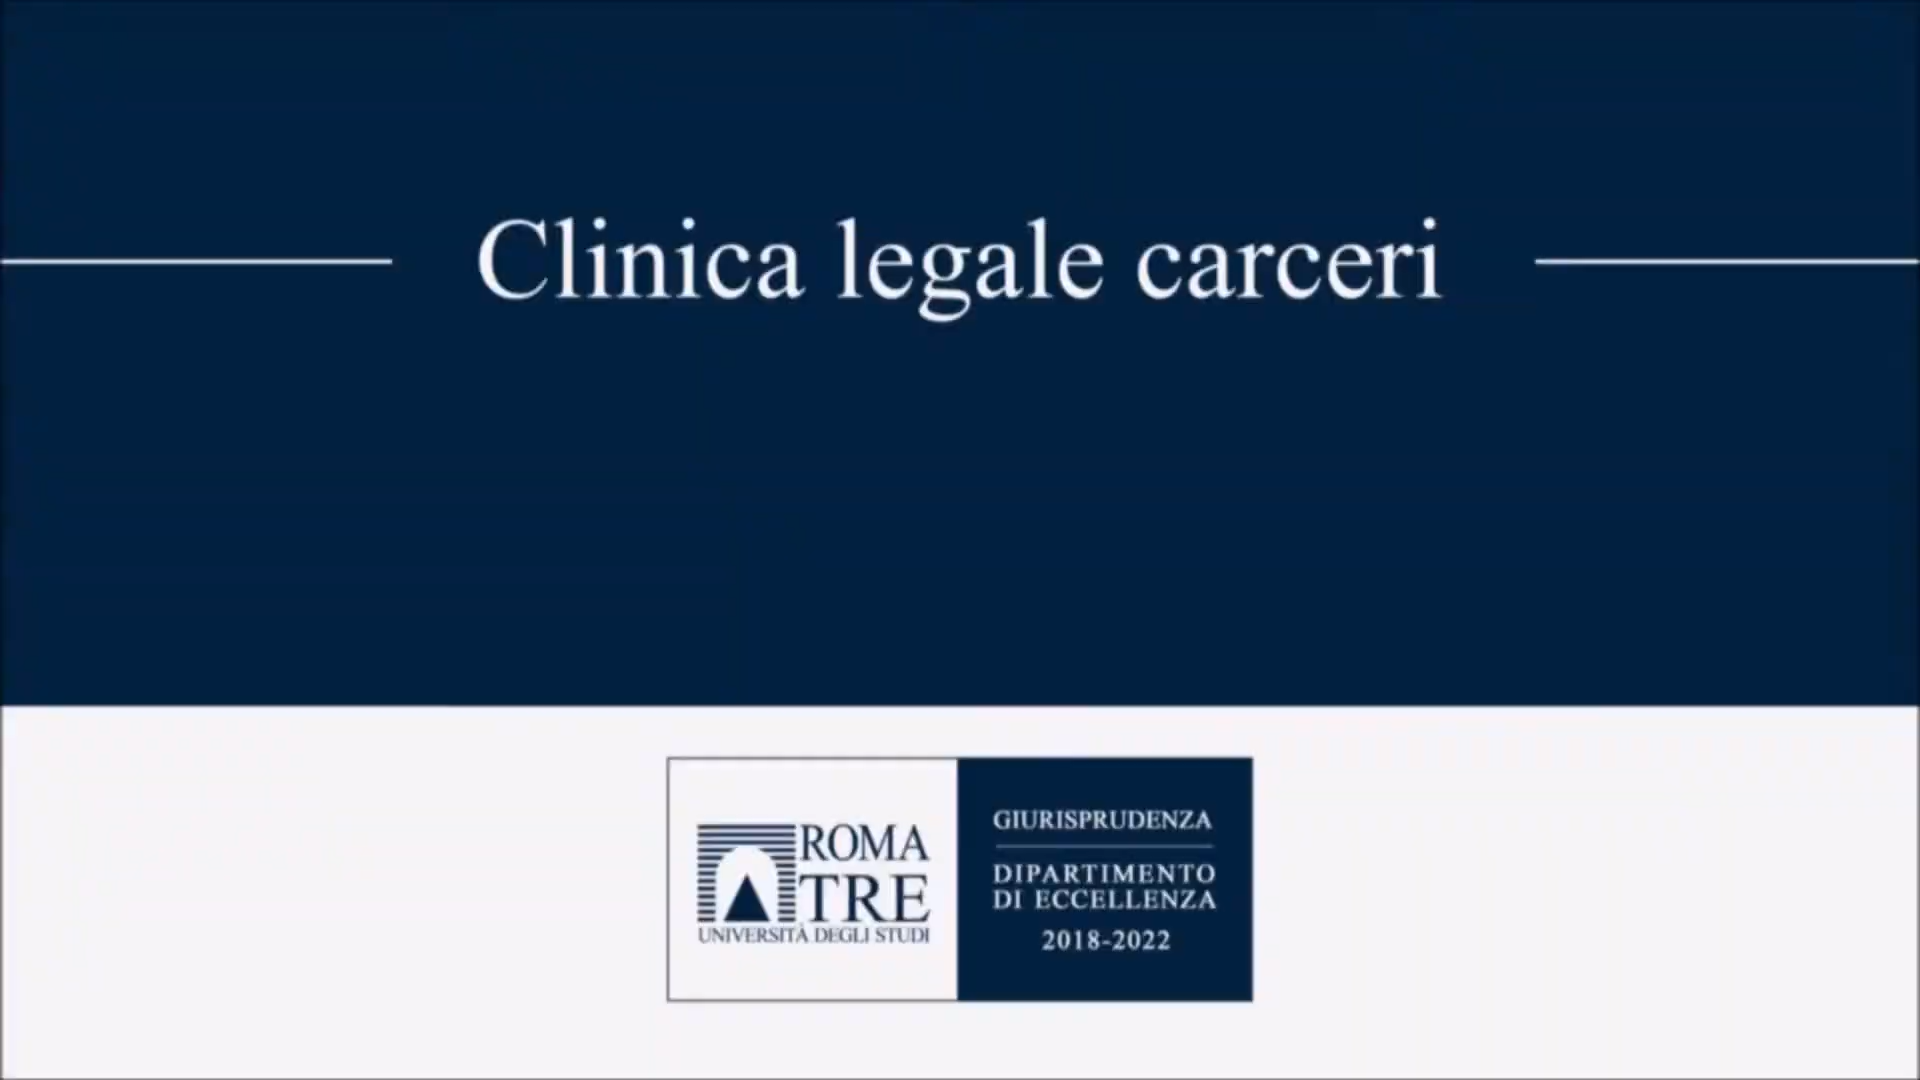 Clinica legale carceri
ROMA
TRE
UNIVERSITÀ DEGLI STUDI
GIURISPRUDENZA
DIPARTIMENTO
DI ECCELLENZA
2018-2022